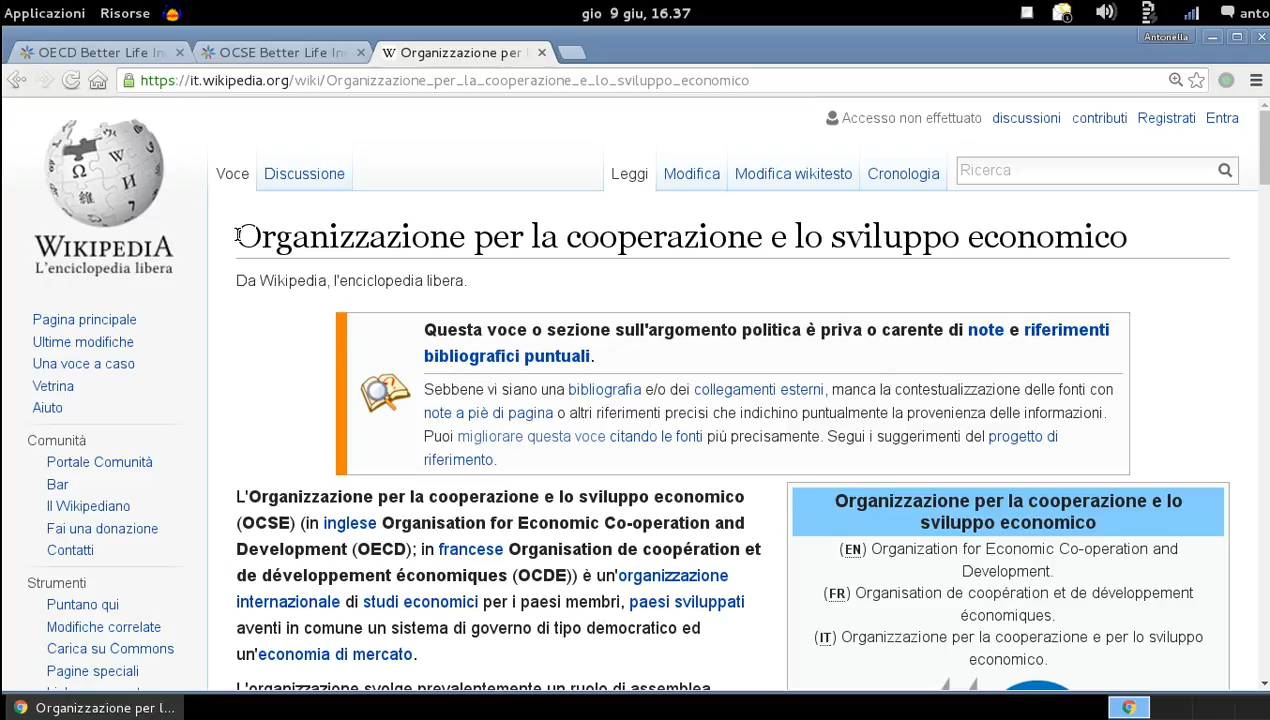 Applicazioni Risorse gio 9 giu, 16.37 anto
Antonella
OECD Better Life In OCSE Better Life In W Organizzazione per l
https://it.wikipedia.org/wiki/Organizzazione_per_la_cooperazione_e_lo_sviluppo_economico
Accesso non effettuato discussioni contributi Registrati Entra
Voce Discussione Leggi Modifica Modifica wikitesto Cronologia Ricerca
WIKIPEDIA
L'enciclopedia libera
Pagina principale
Ultime modifiche
Una voce a caso
Vetrina
Aiuto
Comunità
Portale Comunità
Bar
Il Wikipediano
Fai una donazione
Contatti
Strumenti
Puntano qui
Modifiche correlate
Carica su Commons
Pagine speciali
Organizzazione per la cooperazione e lo sviluppo economico
Da Wikipedia, l'enciclopedia libera.
Questa voce o sezione sull'argomento politica è priva o carente di note e riferimenti
bibliografici puntuali.
Sebbene vi siano una bibliografia e/o dei collegamenti esterni, manca la contestualizzazione delle fonti con
note a piè di pagina o altri riferimenti precisi che indichino puntualmente la provenienza delle informazioni.
Puoi migliorare questa voce citando le fonti più precisamente. Segui i suggerimenti del progetto di
riferimento.
L'Organizzazione per la cooperazione e lo sviluppo economico
(OCSE) (in inglese Organisation for Economic Co-operation and
Development (OECD); in francese Organisation de coopération et
de développement économiques (OCDE)) è un'organizzazione
internazionale di studi economici per i paesi membri, paesi sviluppati
aventi in comune un sistema di governo di tipo democratico ed
un'economia di mercato.
L'organizzazione svolge prevalentemente un ruolo di assemblea
Organizzazione per la cooperazione e lo
sviluppo economico
(EN) Organization for Economic Co-operation and
Development.
(FR) Organisation de coopération et de développement
économiques.
(IT) Organizzazione per la cooperazione e per lo sviluppo
economico.
Organizzazione per l...